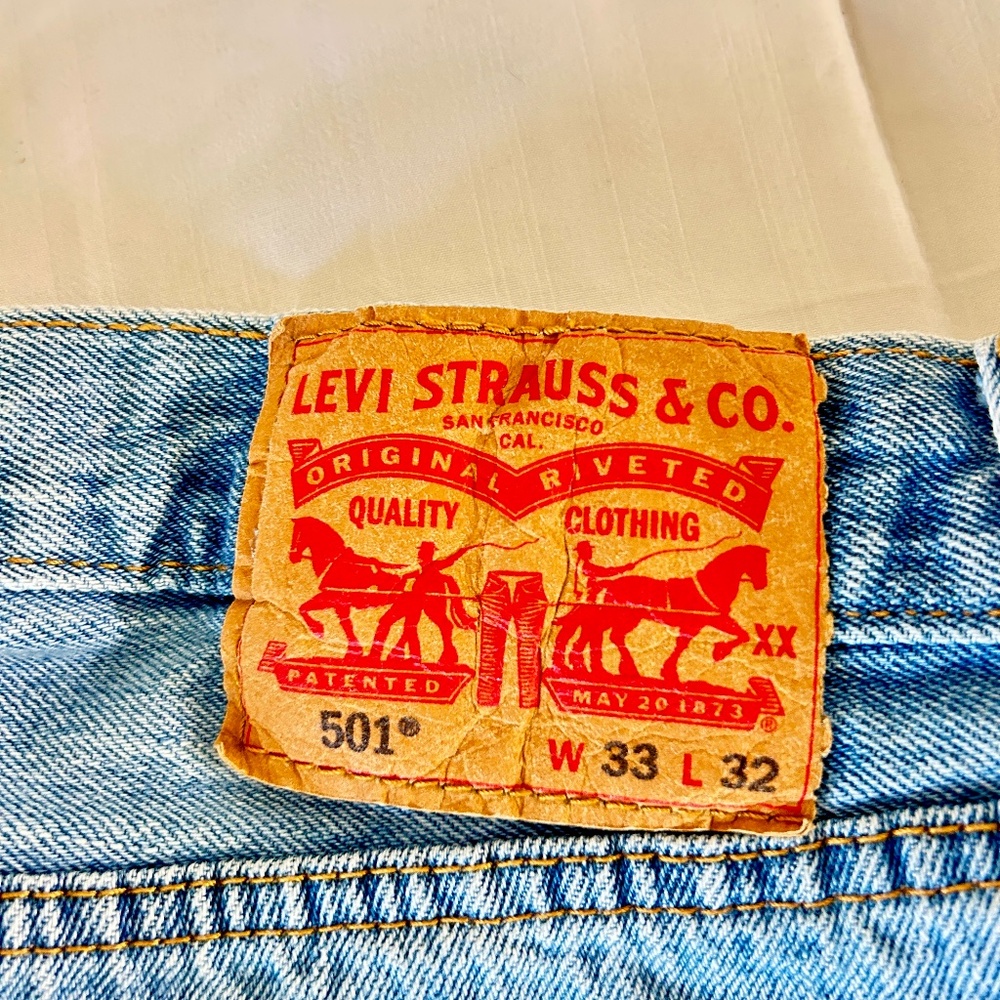 LEVI STRAUSS & CO.
SAN FRANCISCO
CAL.
ORIGINAL RIVETED
QUALITY CLOTHING
XX
PATENTED MAY 20 1873 ®
501® W 33 L 32